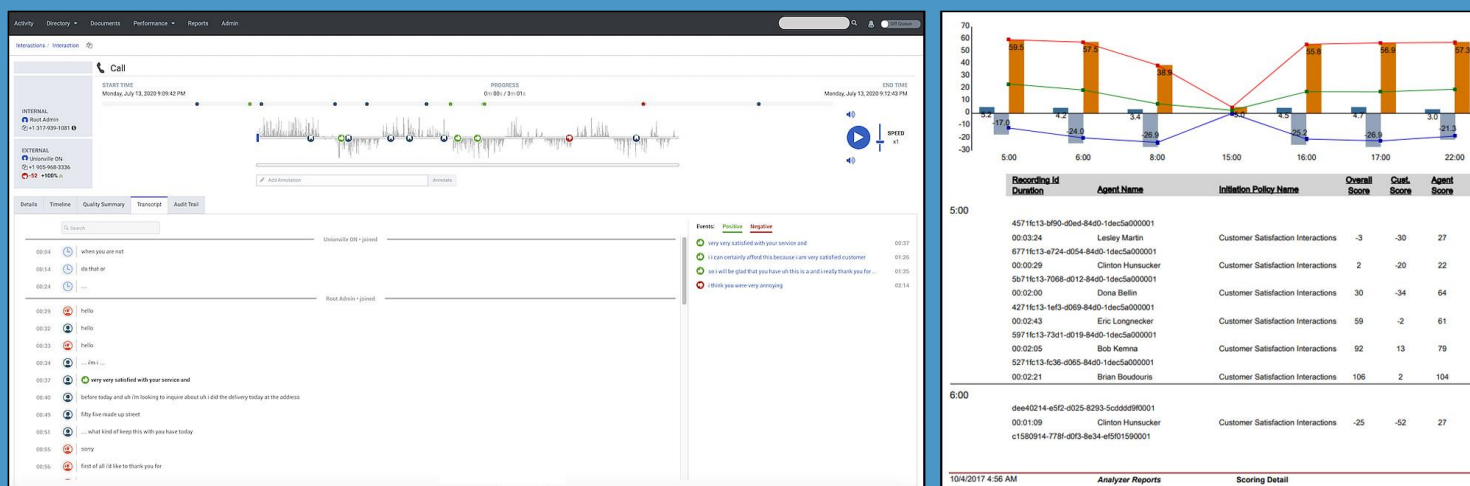 Activity Directory Documents Performance Reports Admin
Off Queue
Interactions / Interaction
Call
START TIME
Monday, July 13, 2020 9:09:42 PM
PROGRESS
0m 00s / 3m 01s
END TIME
Monday, July 13, 2020 9:12:43 PM
INTERNAL
Root Admin
+1 317-939-1081
EXTERNAL
Unionville ON
+1 905-968-3336
-52 +100%
SPEED
x1
Add Annotation Annotate
Details Timeline Quality Summary Transcript Audit Trail
Search
Unionville ON • joined
00:04 when you are not
00:14 do that or
00:24 ...
Root Admin • joined
00:29 hello
00:32 hello
00:33 hello
00:34 .... i'm i ...
00:37 very very satisfied with your service and
00:40 before today and uh i'm looking to inquire about uh i did the delivery today at the address
00:49 fifty five made up street
00:51 .... what kind of keep this with you have today
00:55 sorry
00:56 first of all i'd like to thank you for
Events: Positive Negative
very very satisfied with your service and 00:37
i i can certainly afford this because i am very satisfied customer 01:26
so i will be glad that you have uh this is a and i really thank you for ... 01:35
i think you were very annoying 02:14
70
60
50
40
30
20
10
0
-10
-20
-30
59.5 57.5 38.9 5.0 55.8 56.9 57.3
5.2 4.2 3.4 4.5 4.7 3.0
-17.0 -24.0 -26.9 -25.2 -26.9 -21.3
5:00 6:00 8:00 15:00 16:00 17:00 22:00
Recording Id
Duration Agent Name Initiation Policy Name Overall Score Cust. Score Agent Score
5:00
4571fc13-bf90-d0ed-84d0-1dec5a000001
00:03:24 Lesley Martin Customer Satisfaction Interactions -3 -30 27
6771fc13-e724-d054-84d0-1dec5a000001
00:00:29 Clinton Hunsucker Customer Satisfaction Interactions 2 -20 22
5b71fc13-7068-d012-84d0-1dec5a000001
00:02:00 Dona Bellin Customer Satisfaction Interactions 30 -34 64
4271fc13-1ef3-d069-84d0-1dec5a000001
00:02:43 Eric Longnecker Customer Satisfaction Interactions 59 -2 61
5971fc13-73d1-d019-84d0-1dec5a000001
00:02:05 Bob Kemna Customer Satisfaction Interactions 92 13 79
5271fc13-fc36-d065-84d0-1dec5a000001
00:02:21 Brian Boudouris Customer Satisfaction Interactions 106 2 104
6:00
dee40214-e5f2-d025-8293-5cdddd9f0001
00:01:09 Clinton Hunsucker Customer Satisfaction Interactions -25 -52 27
c1580914-778f-d0f3-8e34-ef5f01590001
10/4/2017 4:56 AM Analyzer Reports Scoring Detail